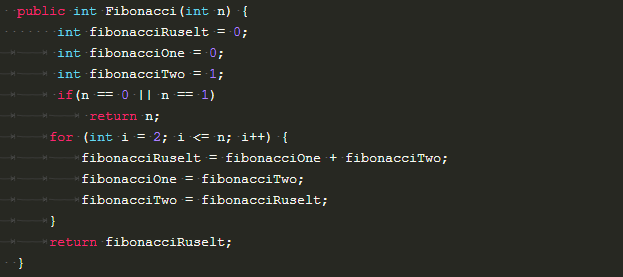 public int Fibonacci(int n) {
int fibonacciRuselt = 0;
int fibonacciOne = 0;
int fibonacciTwo = 1;
if(n == 0 || n == 1)
return n;
for (int i = 2; i <= n; i++) {
fibonacciRuselt = fibonacciOne + fibonacciTwo;
fibonacciOne = fibonacciTwo;
fibonacciTwo = fibonacciRuselt;
}
return fibonacciRuselt;
}